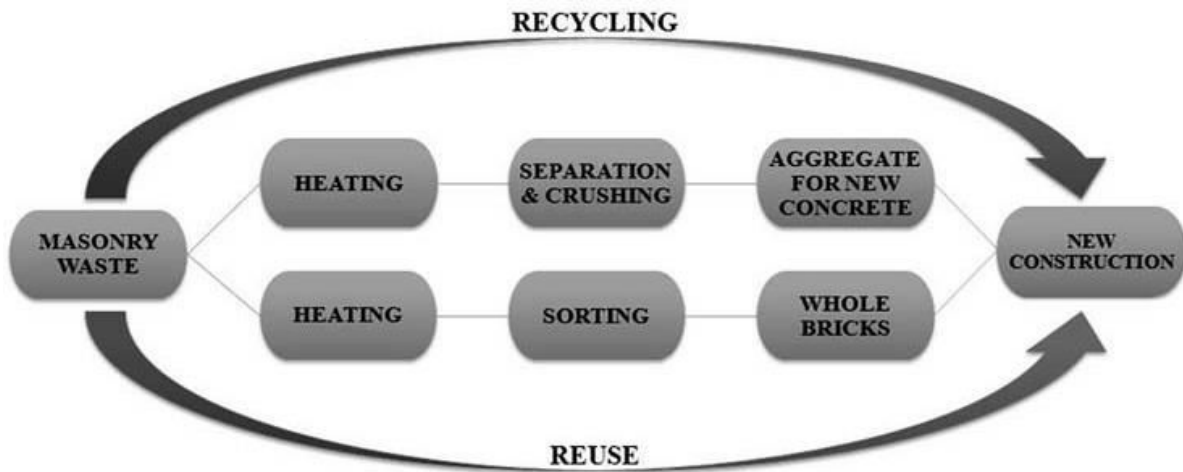 RECYCLING
HEATING
SEPARATION
& CRUSHING
AGGREGATE
FOR NEW
CONCRETE
MASONRY
WASTE
NEW
CONSTRUCTION
HEATING
SORTING
WHOLE
BRICKS
REUSE